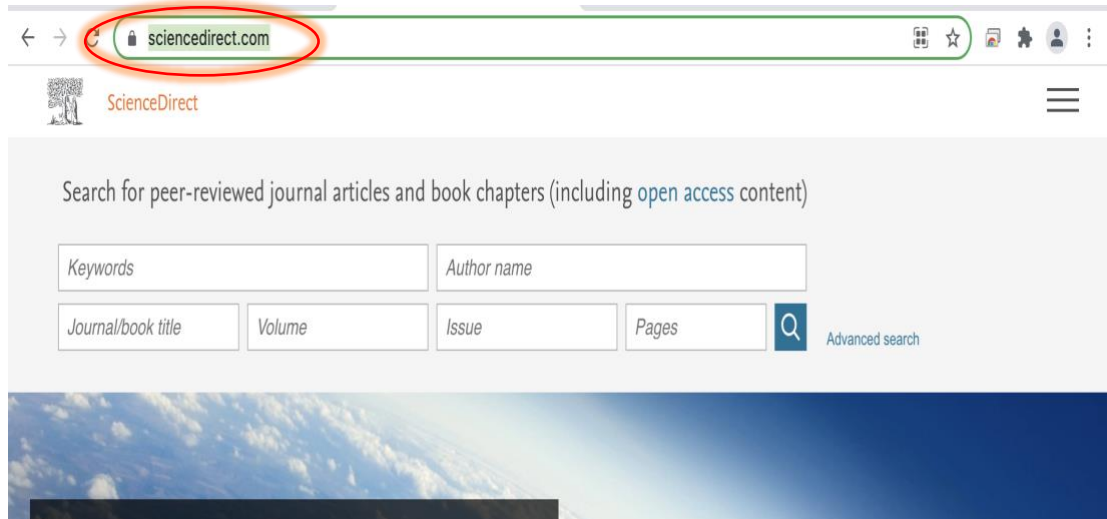 sciencedirect.com
ScienceDirect
Search for peer-reviewed journal articles and book chapters (including open access content)
Keywords
Author name
Journal/book title
Volume
Issue
Pages
Advanced search